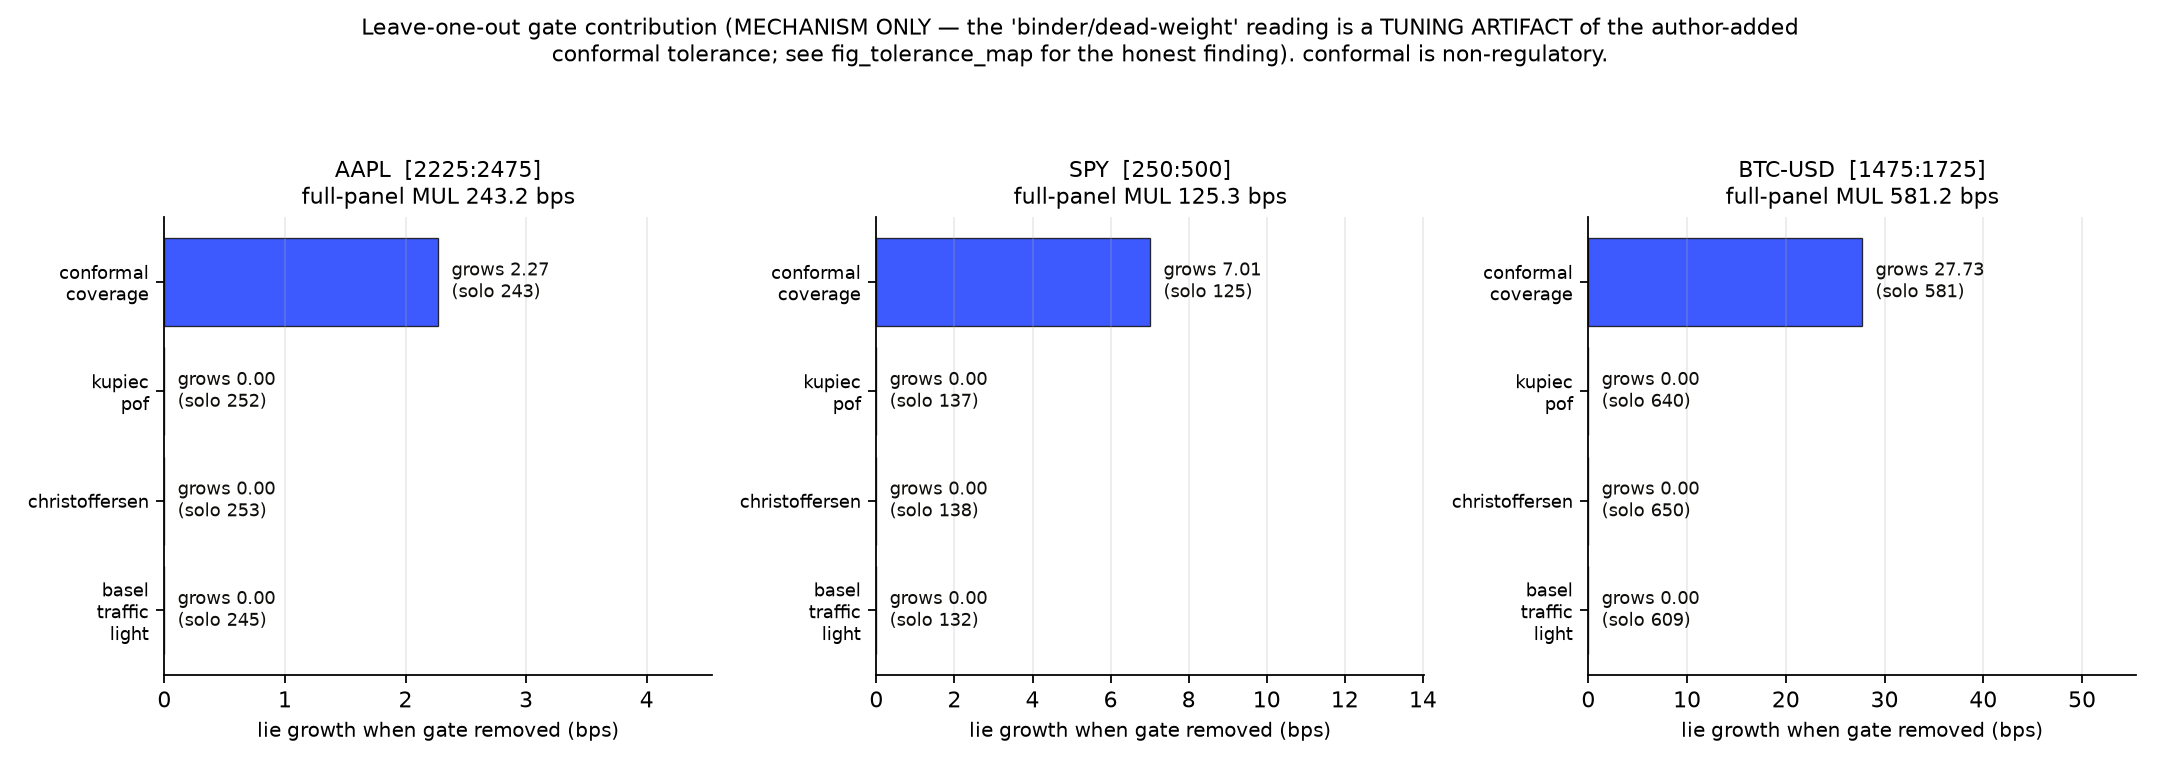 Leave-one-out gate contribution (MECHANISM ONLY — the 'binder/dead-weight' reading is a TUNING ARTIFACT of the author-added
conformal tolerance; see fig_tolerance_map for the honest finding). conformal is non-regulatory.
AAPL  [2225:2475]
full-panel MUL 243.2 bps
conformal
coverage
grows 2.27
(solo 243)
kupiec
pof
grows 0.00
(solo 252)
christoffersen
grows 0.00
(solo 253)
basel
traffic
light
grows 0.00
(solo 245)
0 1 2 3 4
lie growth when gate removed (bps)
SPY  [250:500]
full-panel MUL 125.3 bps
conformal
coverage
grows 7.01
(solo 125)
kupiec
pof
grows 0.00
(solo 137)
christoffersen
grows 0.00
(solo 138)
basel
traffic
light
grows 0.00
(solo 132)
0 2 4 6 8 10 12 14
lie growth when gate removed (bps)
BTC-USD  [1475:1725]
full-panel MUL 581.2 bps
conformal
coverage
grows 27.73
(solo 581)
kupiec
pof
grows 0.00
(solo 640)
christoffersen
grows 0.00
(solo 650)
basel
traffic
light
grows 0.00
(solo 609)
0 10 20 30 40 50
lie growth when gate removed (bps)